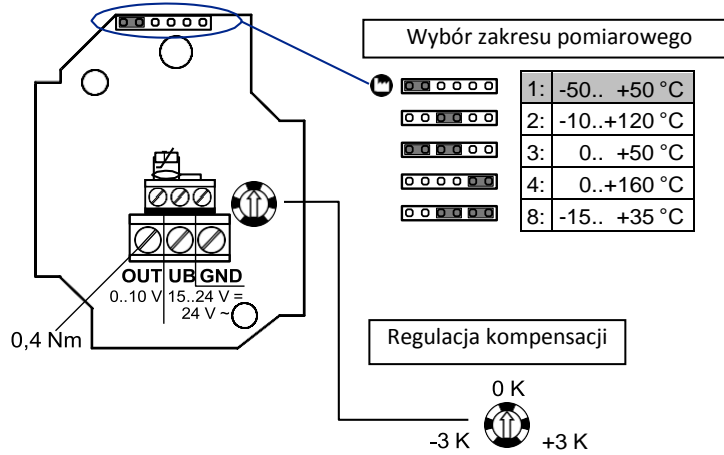 Wybór zakresu pomiarowego
1: -50.. +50 °C
2: -10..+120 °C
3: 0.. +50 °C
4: 0..+160 °C
8: -15.. +35 °C
OUT UB GND
0..10 V 15..24 V =
24 V ~
0,4 Nm
Regulacja kompensacji
0 K
-3 K +3 K